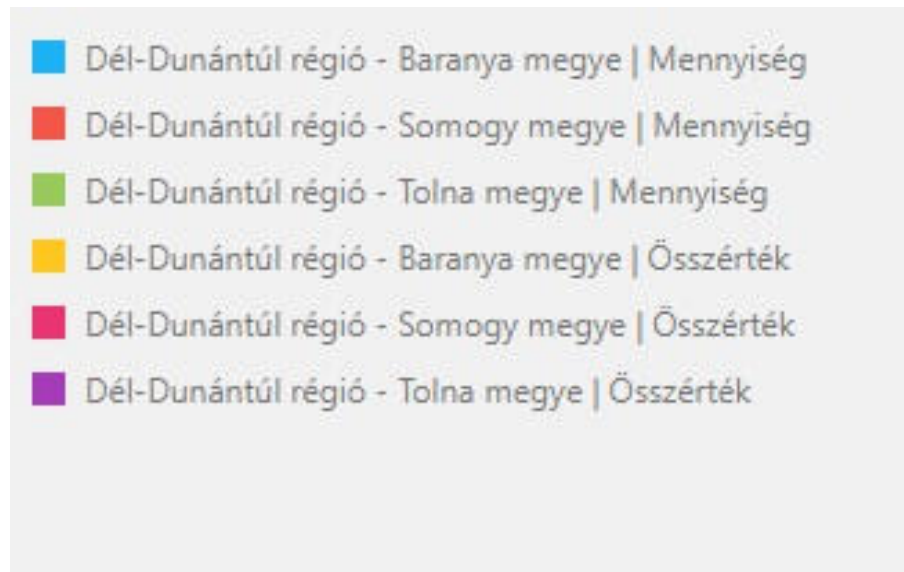 Dél-Dunántúl régió - Baranya megye | Mennyiség
Dél-Dunántúl régió - Somogy megye | Mennyiség
Dél-Dunántúl régió - Tolna megye | Mennyiség
Dél-Dunántúl régió - Baranya megye | Összérték
Dél-Dunántúl régió - Somogy megye | Összérték
Dél-Dunántúl régió - Tolna megye | Összérték